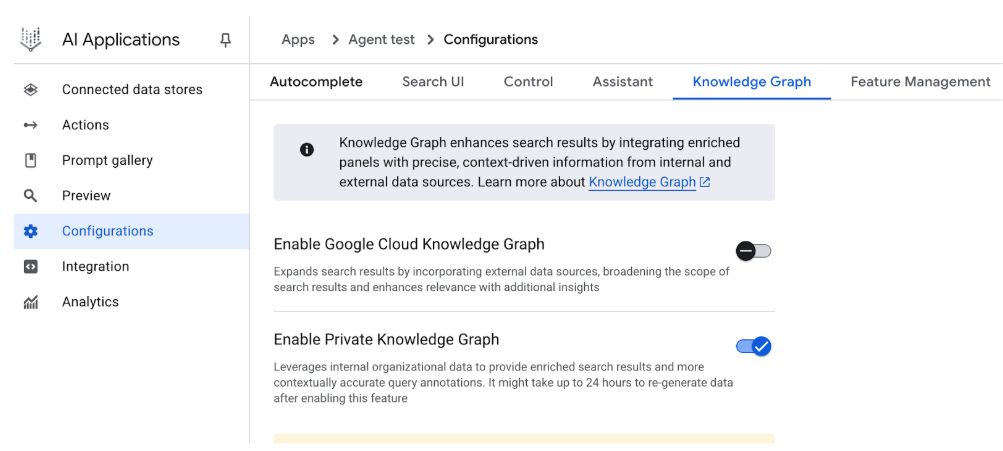 AI Applications
Apps > Agent test > Configurations
Connected data stores
Actions
Prompt gallery
Preview
Configurations
Integration
Analytics
Autocomplete Search UI Control Assistant Knowledge Graph Feature Management
Knowledge Graph enhances search results by integrating enriched
panels with precise, context-driven information from internal and
external data sources. Learn more about Knowledge Graph
Enable Google Cloud Knowledge Graph
Expands search results by incorporating external data sources, broadening the scope of
search results and enhances relevance with additional insights
Enable Private Knowledge Graph
Leverages internal organizational data to provide enriched search results and more
contextually accurate query annotations. It might take up to 24 hours to re-generate data
after enabling this feature